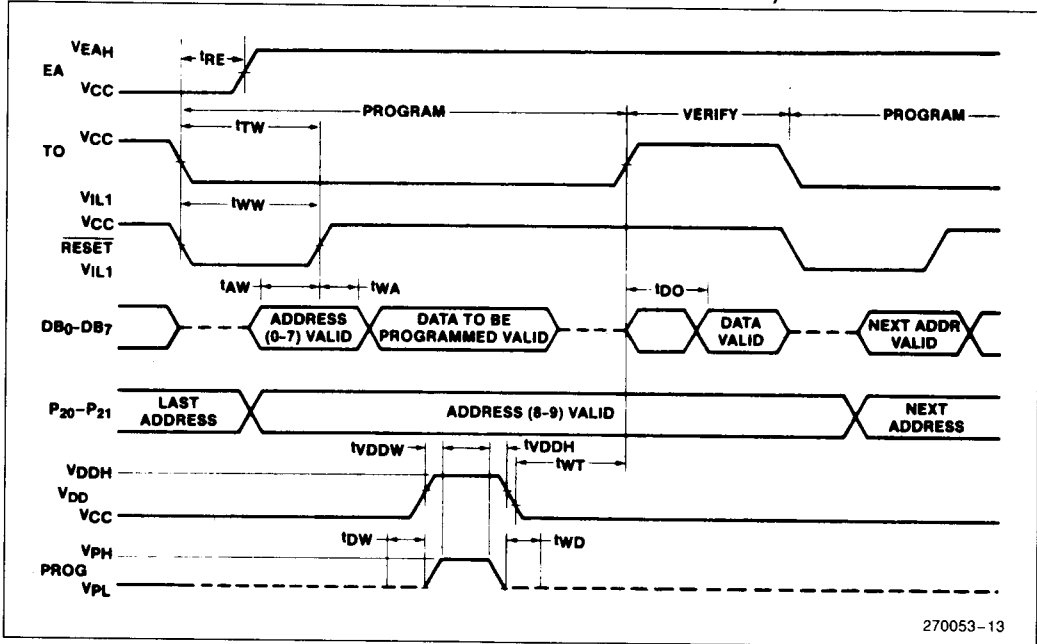 VEAH
EA
VCC
tRE
PROGRAM
VERIFY
PROGRAM
tTW
VCC
TO
VIL1
tWW
VCC
RESET
VIL1
tAW
tWA
tDO
DB0-DB7
ADDRESS
(0-7) VALID
DATA TO BE
PROGRAMMED VALID
DATA
VALID
NEXT ADDR
VALID
P20-P21
LAST
ADDRESS
ADDRESS (8-9) VALID
NEXT
ADDRESS
tVDDW
tVDDH
tWT
VDDH
VDD
VCC
tDW
tWD
VPH
PROG
VPL
270053-13